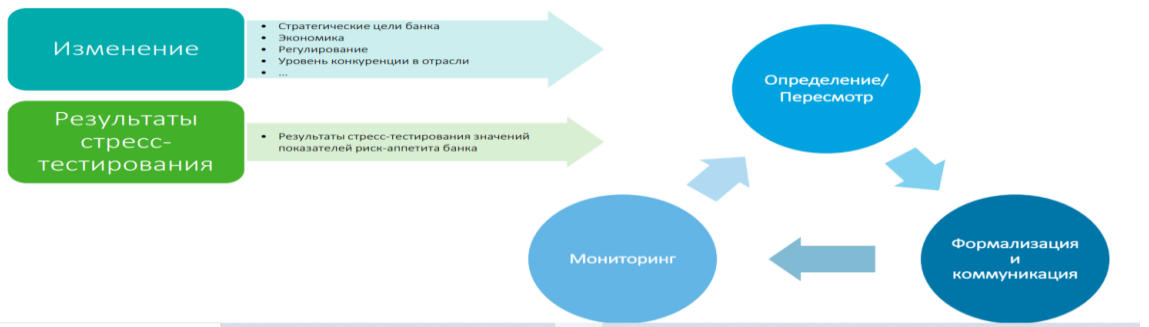 Изменение
• Стратегические цели банка
• Экономика
• Регулирование
• Уровень конкуренции в отрасли
• ...
Результаты
стресс-
тестирования
• Результаты стресс-тестирования значений
показателей риск-аппетита банка
Определение/
Пересмотр
Формализация
и
коммуникация
Мониторинг